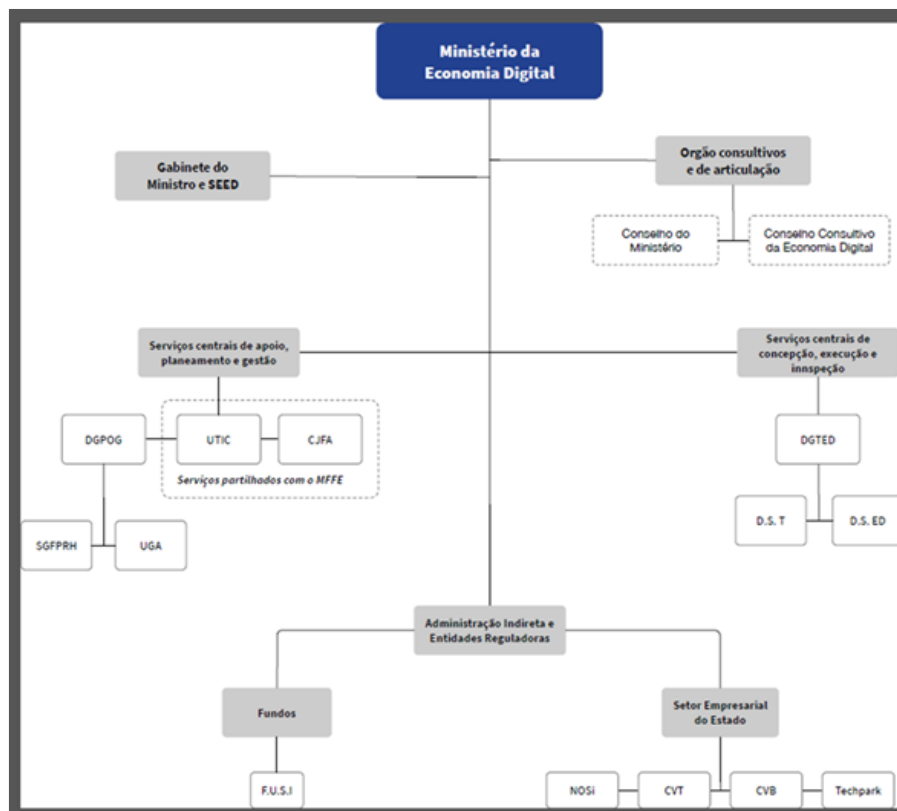 Ministério da
Economia Digital
Gabinete do
Ministro e SEED
Orgão consultivos
e de articulação
Conselho do
Ministério
Conselho Consultivo
da Economia Digital
Serviços centrais de apoio,
planeamento e gestão
Serviços centrais de
concepção, execução e
innspeção
DGPOG
UTIC
CJFA
Serviços partilhados com o MFFE
DGTED
SGFPRH
UGA
D.S. T
D.S. ED
Administração Indireta e
Entidades Reguladoras
Fundos
Setor Empresarial
do Estado
F.U.S.I
NOSi
CVT
CVB
Techpark